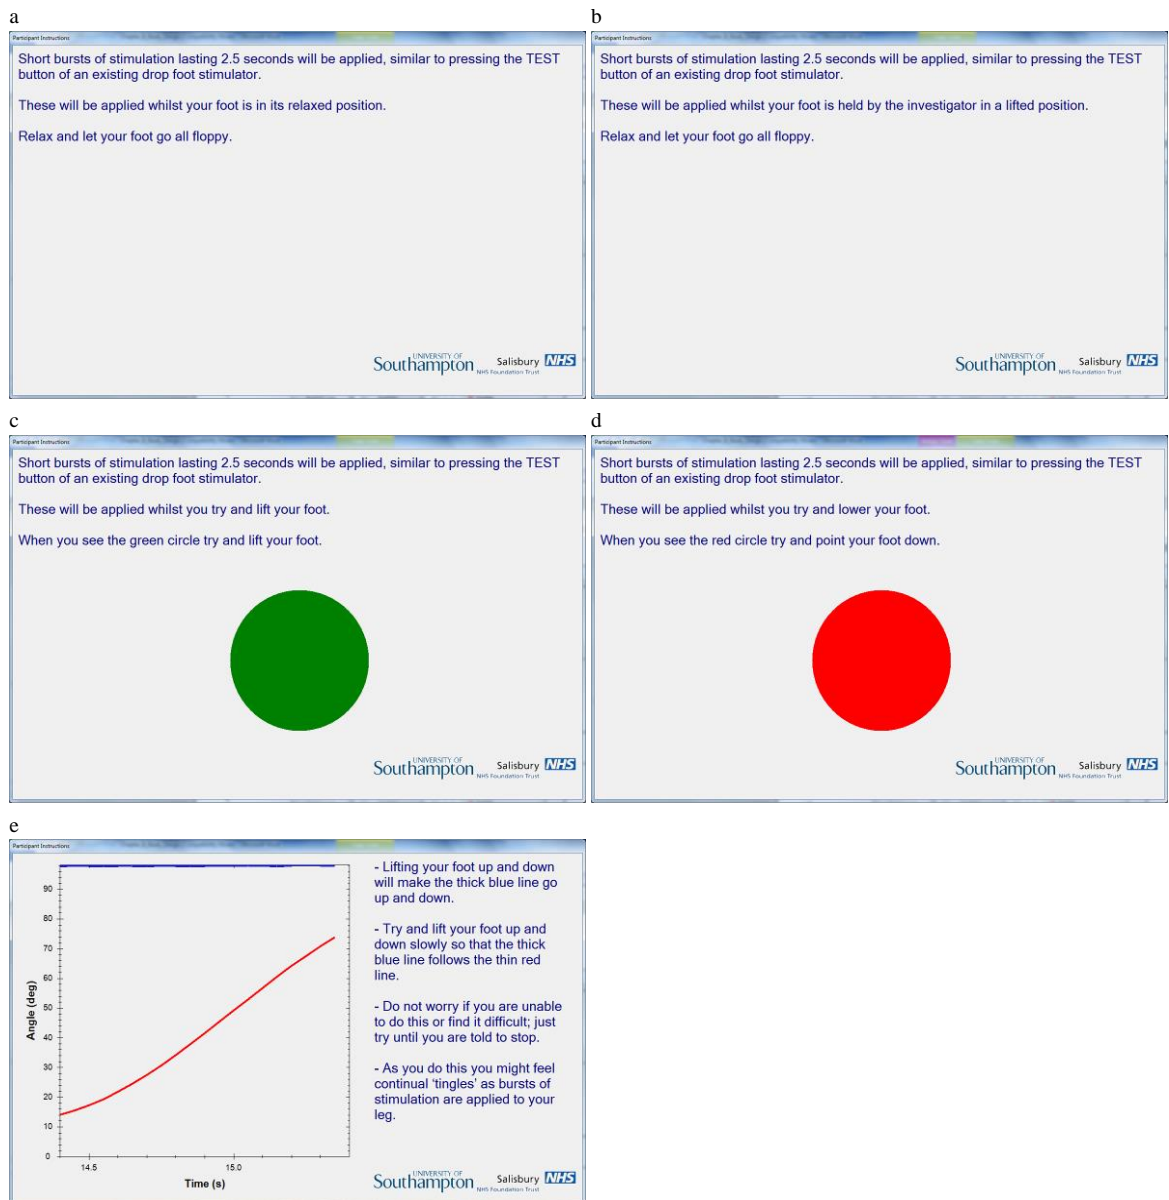 a
Participant Instructions
Short bursts of stimulation lasting 2.5 seconds will be applied, similar to pressing the TEST
button of an existing drop foot stimulator.
These will be applied whilst your foot is in its relaxed position.
Relax and let your foot go all floppy.
UNIVERSITY OF
Southampton
Salisbury NHS
NHS Foundation Trust
b
Participant Instructions
Short bursts of stimulation lasting 2.5 seconds will be applied, similar to pressing the TEST
button of an existing drop foot stimulator.
These will be applied whilst your foot is held by the investigator in a lifted position.
Relax and let your foot go all floppy.
UNIVERSITY OF
Southampton
Salisbury NHS
NHS Foundation Trust
c
Participant Instructions
Short bursts of stimulation lasting 2.5 seconds will be applied, similar to pressing the TEST
button of an existing drop foot stimulator.
These will be applied whilst you try and lift your foot.
When you see the green circle try and lift your foot.
UNIVERSITY OF
Southampton
Salisbury NHS
NHS Foundation Trust
d
Participant Instructions
Short bursts of stimulation lasting 2.5 seconds will be applied, similar to pressing the TEST
button of an existing drop foot stimulator.
These will be applied whilst you try and lower your foot.
When you see the red circle try and point your foot down.
UNIVERSITY OF
Southampton
Salisbury NHS
NHS Foundation Trust
e
Participant Instructions
90
80
70
60
50
40
30
20
10
0
Angle (deg)
14.5
15.0
Time (s)
- Lifting your foot up and down
will make the thick blue line go
up and down.
- Try and lift your foot up and
down slowly so that the thick
blue line follows the thin red
line.
- Do not worry if you are unable
to do this or find it difficult; just
try until you are told to stop.
- As you do this you might feel
continual ‘tingles’ as bursts of
stimulation are applied to your
leg.
UNIVERSITY OF
Southampton
Salisbury NHS
NHS Foundation Trust